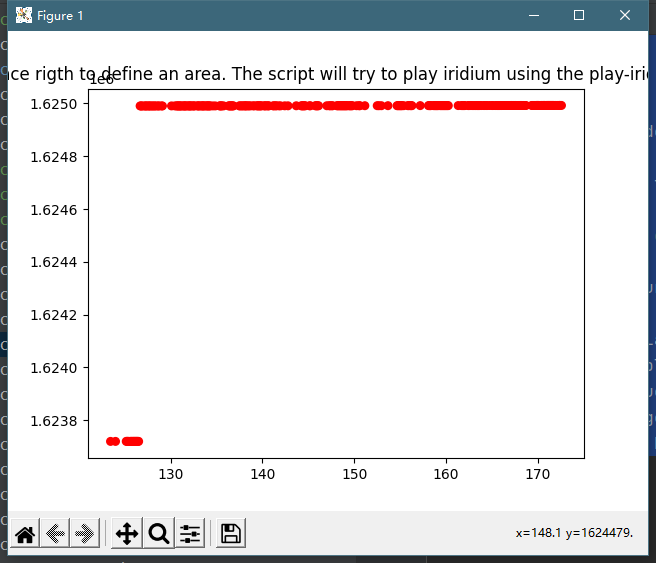 Figure 1
ce rigth to define an area. The script will try to play iridium using the play-iri
1e6
1.6250
1.6248
1.6246
1.6244
1.6242
1.6240
1.6238
130 140 150 160 170
x=148.1 y=1624479.